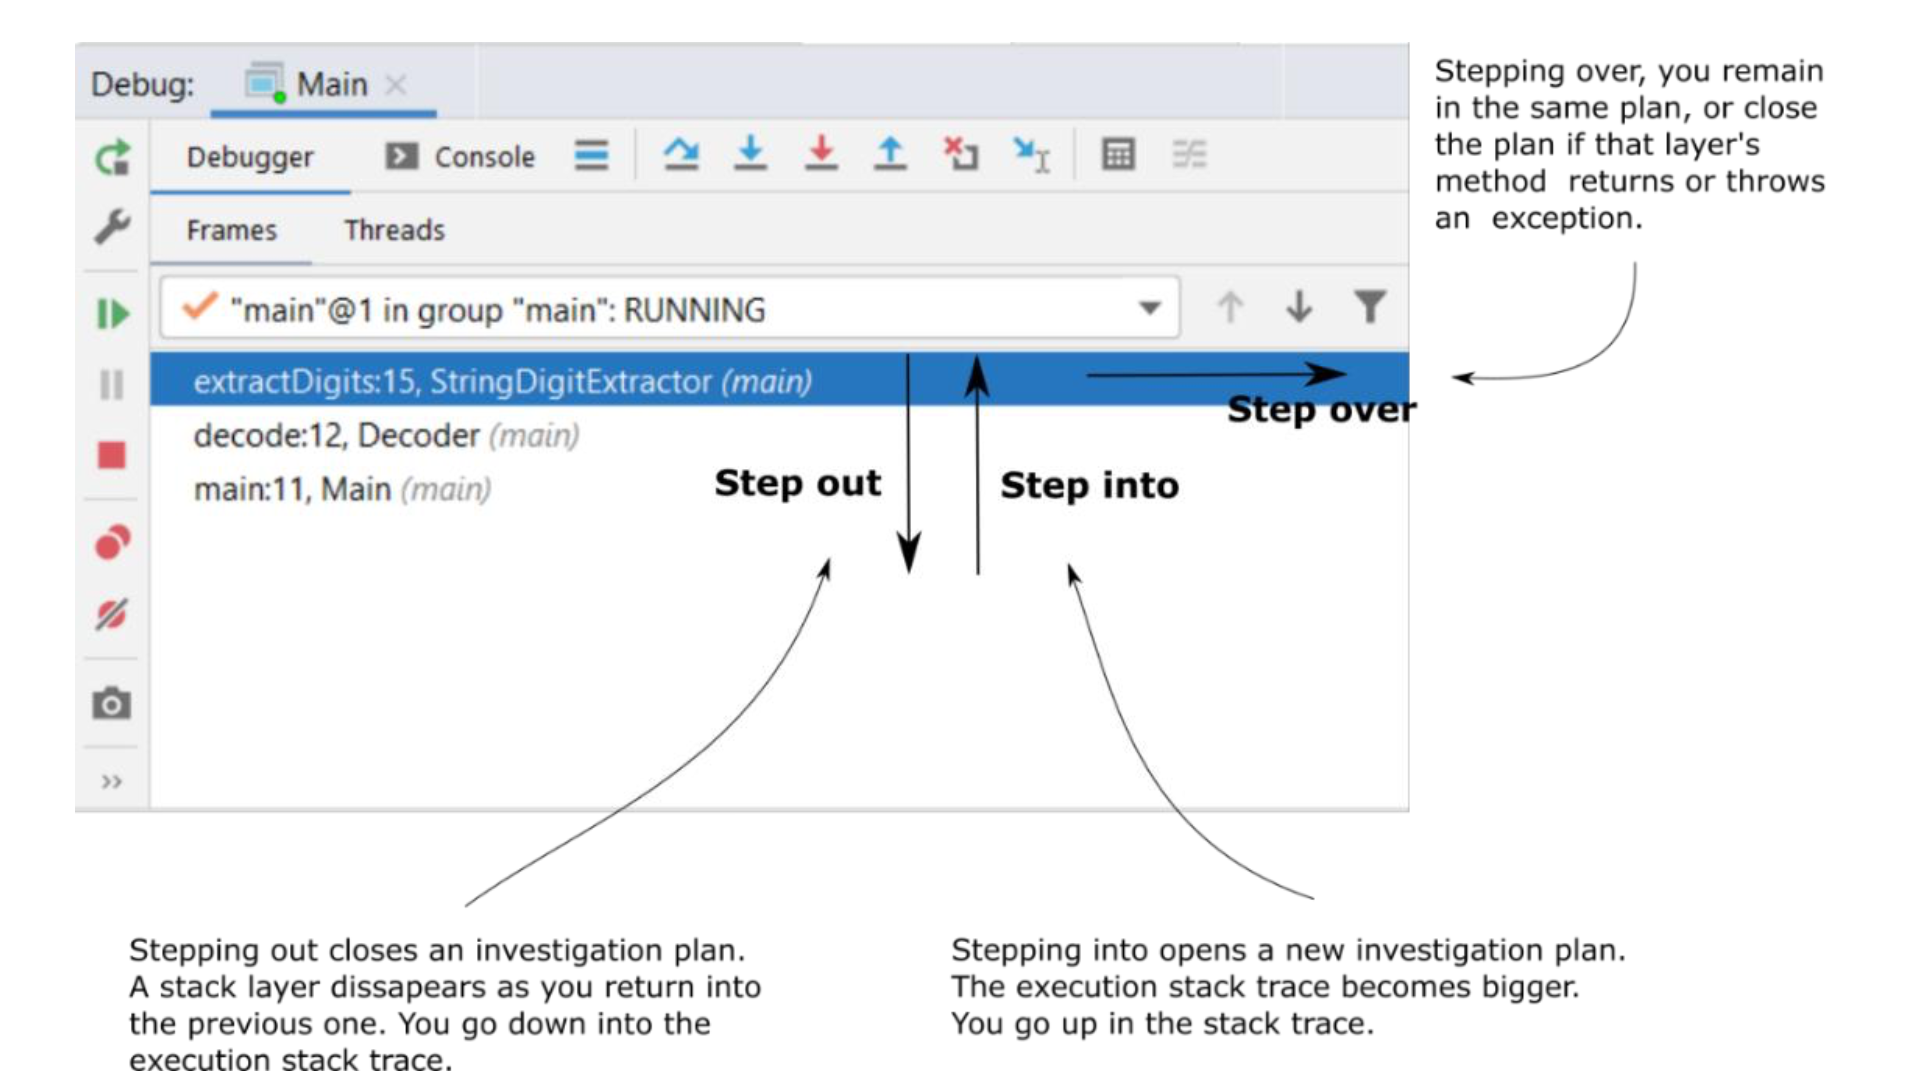 Debug: Main
Debugger Console
Frames Threads
"main"@1 in group "main": RUNNING
extractDigits:15, StringDigitExtractor (main)
decode:12, Decoder (main)
main:11, Main (main)
Step over
Step out
Step into
Stepping over, you remain
in the same plan, or close
the plan if that layer's
method returns or throws
an exception.
Stepping out closes an investigation plan.
A stack layer dissapears as you return into
the previous one. You go down into the
execution stack trace.
Stepping into opens a new investigation plan.
The execution stack trace becomes bigger.
You go up in the stack trace.